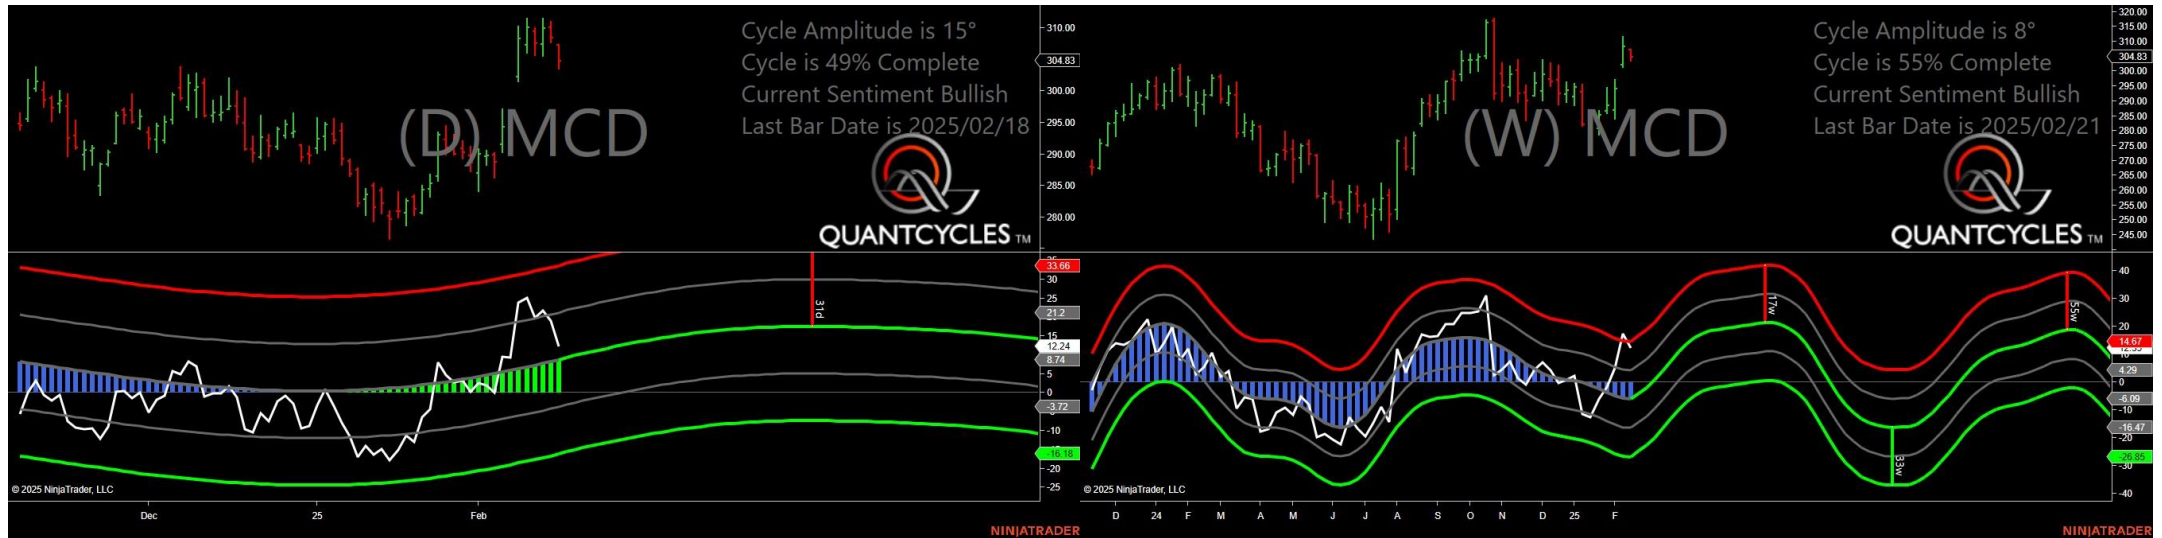 Cycle Amplitude is 15°
Cycle is 49% Complete
Current Sentiment Bullish
Last Bar Date is 2025/02/18
(D) MCD
QUANTCYCLES TM
310.00
304.83
300.00
295.00
290.00
285.00
280.00
33.66
30
25
21.2
15
12.24
8.74
5
0
-3.72
-10
-16.18
-20
-25
31d
© 2025 NinjaTrader, LLC
Dec
25
Feb
NINJATRADER
Cycle Amplitude is 8°
Cycle is 55% Complete
Current Sentiment Bullish
Last Bar Date is 2025/02/21
(W) MCD
QUANTCYCLES TM
320.00
315.00
310.00
304.83
300.00
295.00
290.00
285.00
280.00
275.00
270.00
265.00
260.00
255.00
250.00
245.00
40
30
20
14.67
4.29
0
-6.09
-10
-16.47
-20
-26.85
-30
-40
17w
33w
55w
© 2025 NinjaTrader, LLC
D
24
F
M
A
M
J
J
A
S
O
N
D
25
F
NINJATRADER